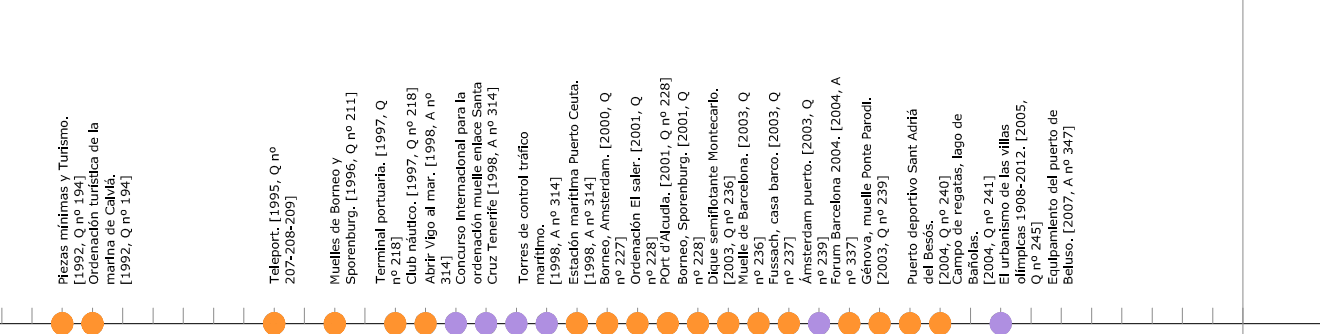 Piezas mínimas y Turismo.
[1992, Q nº 194]
Ordenación turística de la
marina de Calvlá.
[1992, Q nº 194]
Teleport. [1995, Q nº
207-208-209]
Muelles de Borneo y
Sporenburg. [1996, Q nº 211]
Terminal portuaria. [1997, Q
nº 218]
Club náutico. [1997, Q nº 218]
Abrir Vigo al mar. [1998, A nº
314]
Concurso Internacional para la
ordenación muelle enlace Santa
Cruz Tenerife [1998, A nº 314]
Torres de control tráfico
marítimo.
[1998, A nº 314]
Estación marítima Puerto Ceuta.
[1998, A nº 314]
Borneo, Amsterdam. [2000, Q
nº 227]
Ordenación El saler. [2001, Q
nº 228]
POrt d'Alcudia. [2001, Q nº 228]
Borneo, Sporenburg. [2001, Q
nº 228]
Dique semiflotante Montecarlo.
[2003, Q nº 236]
Muelle de Barcelona. [2003, Q
nº 236]
Fussach, casa barco. [2003, Q
nº 237]
Ámsterdam puerto. [2003, Q
nº 239]
Forum Barcelona 2004. [2004, A
nº 337]
Génova, muelle Ponte Parodi.
[2003, Q nº 239]
Puerto deportivo Sant Adriá
del Besós.
[2004, Q nº 240]
Campo de regatas, lago de
Bañolas.
[2004, Q nº 241]
El urbanismo de las villas
olímpicas 1908-2012. [2005,
Q nº 245]
Equipamiento del puerto de
Beluso. [2007, A nº 347]